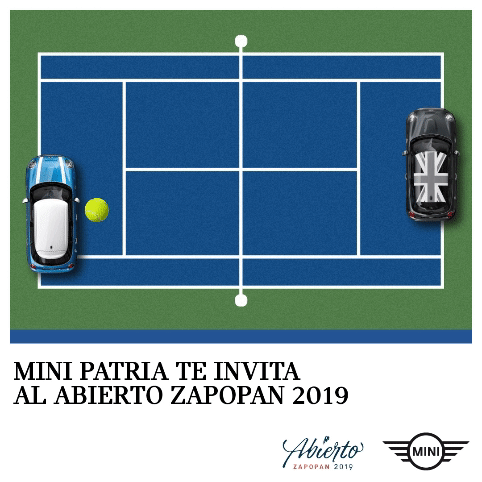 MINI PATRIA TE INVITA
AL ABIERTO ZAPOPAN 2019
Abierto
ZAPOPAN 2019
MINI